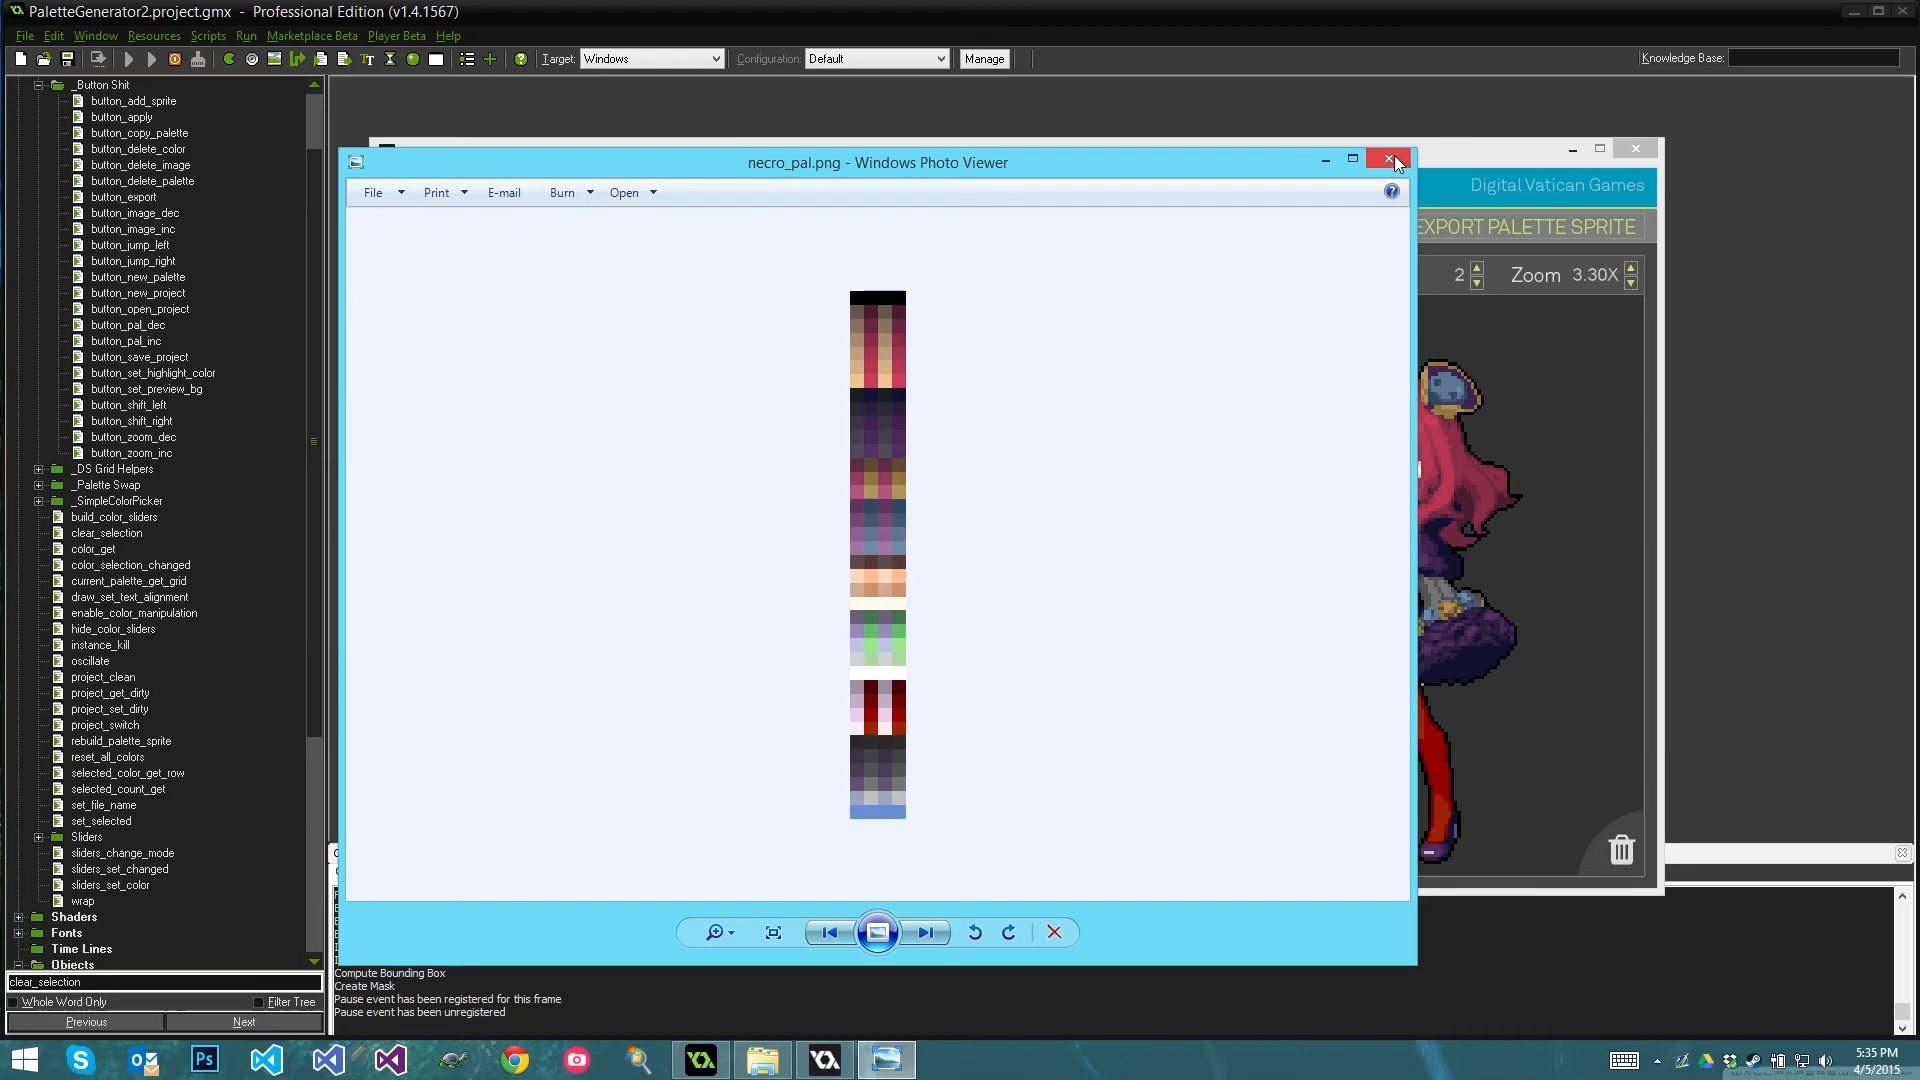 PaletteGenerator2.project.gmx - Professional Edition (v1.4.1567)
File Edit Window Resources Scripts Run Marketplace Beta Player Beta Help
Target: Windows Configuration: Default Manage Knowledge Base:
_Button Shit
button_add_sprite
button_apply
button_copy_palette
button_delete_color
button_delete_image
button_delete_palette
button_export
button_image_dec
button_image_inc
button_jump_left
button_jump_right
button_new_palette
button_new_project
button_open_project
button_pal_dec
button_pal_inc
button_save_project
button_set_highlight_color
button_set_preview_bg
button_shift_left
button_shift_right
button_zoom_dec
button_zoom_inc
_DS Grid Helpers
_Palette Swap
_SimpleColorPicker
build_color_sliders
clear_selection
color_get
color_selection_changed
current_palette_get_grid
draw_set_text_alignment
enable_color_manipulation
hide_color_sliders
instance_kill
oscillate
project_clean
project_get_dirty
project_set_dirty
project_switch
rebuild_palette_sprite
reset_all_colors
selected_color_get_row
selected_count_get
set_file_name
set_selected
Sliders
sliders_change_mode
sliders_set_changed
sliders_set_color
wrap
Shaders
Fonts
Time Lines
Objects
clear_selection
Whole Word Only Filter Tree
Previous Next
necro_pal.png - Windows Photo Viewer
File Print E-mail Burn Open
Digital Vatican Games
EXPORT PALETTE SPRITE
2 Zoom 3.30X
Compute Bounding Box
Create Mask
Pause event has been registered for this frame
Pause event has been unregistered
5:35 PM
4/5/2015